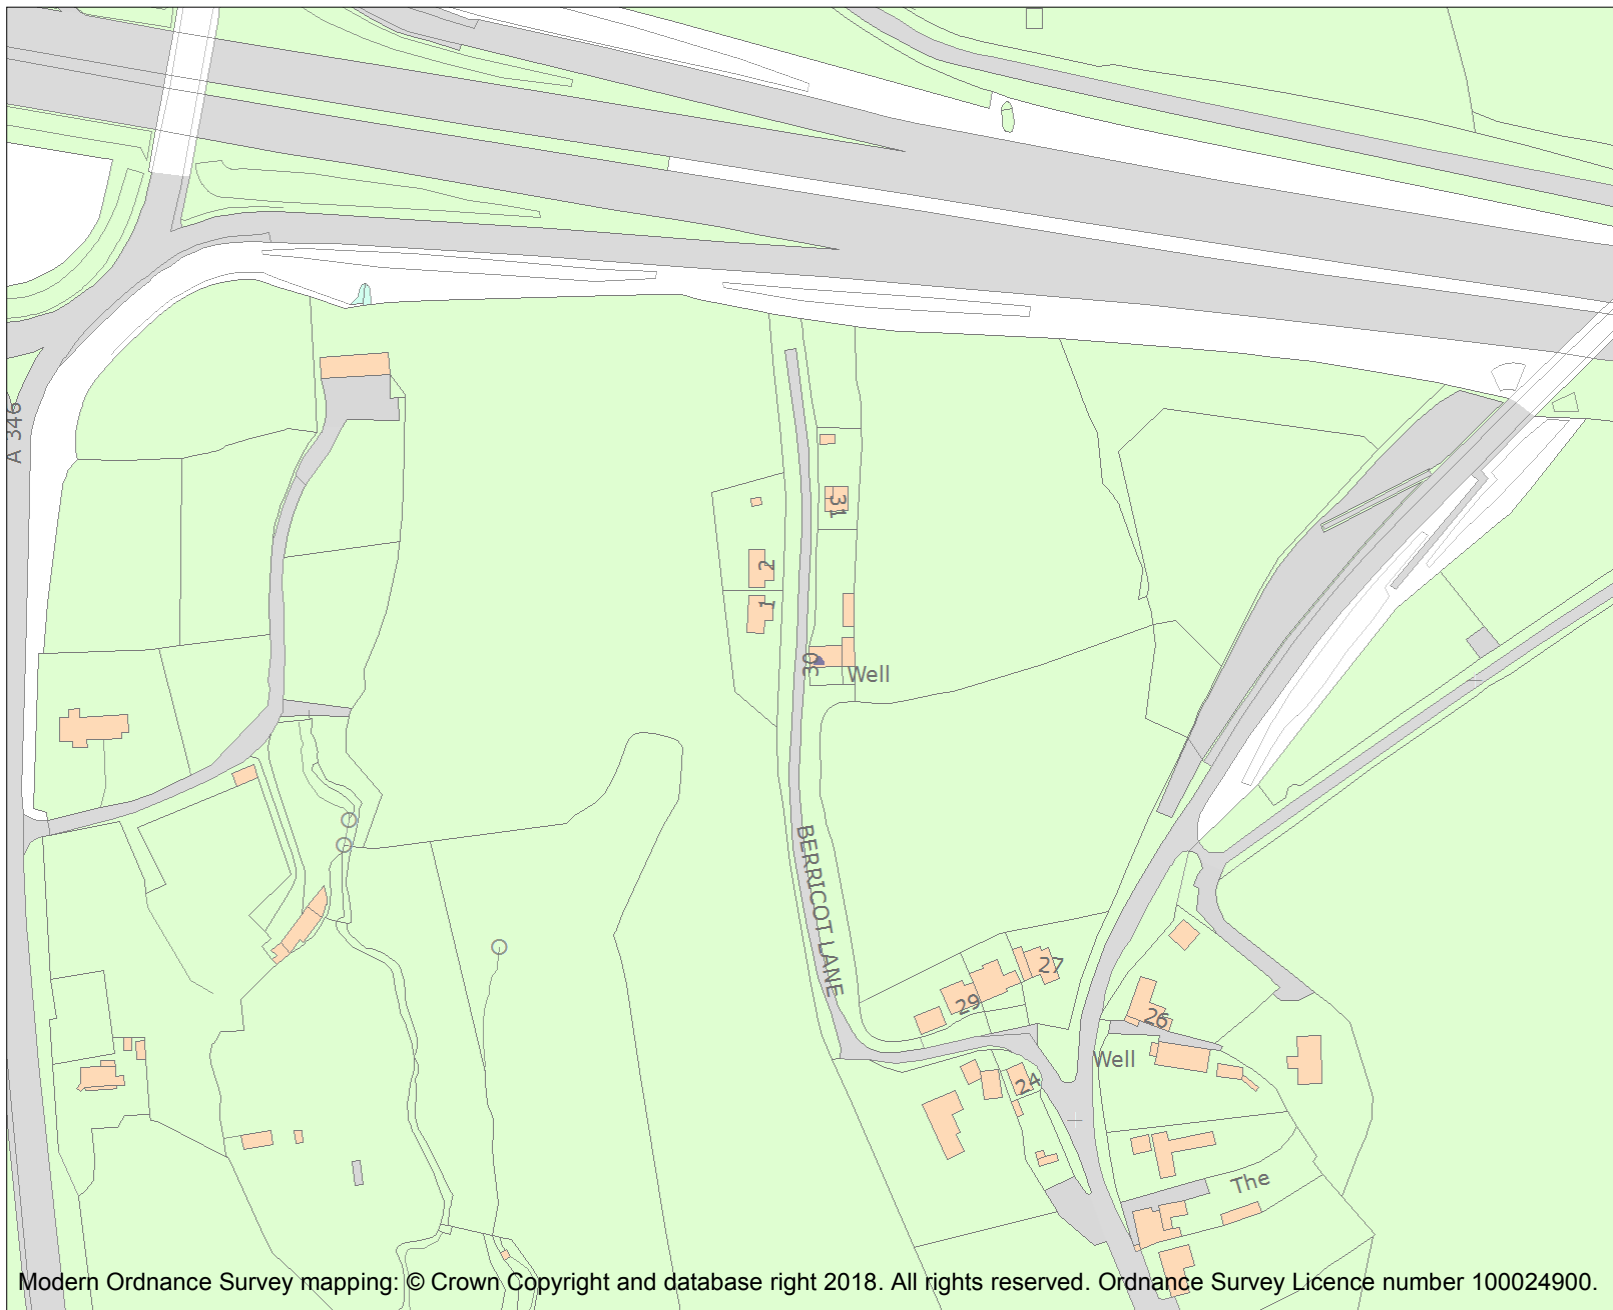 A 346
31
2
1
30
Well
BERRICOT LANE
27
29
26
Well
24
The
Modern Ordnance Survey mapping: © Crown Copyright and database right 2018. All rights reserved. Ordnance Survey Licence number 100024900.